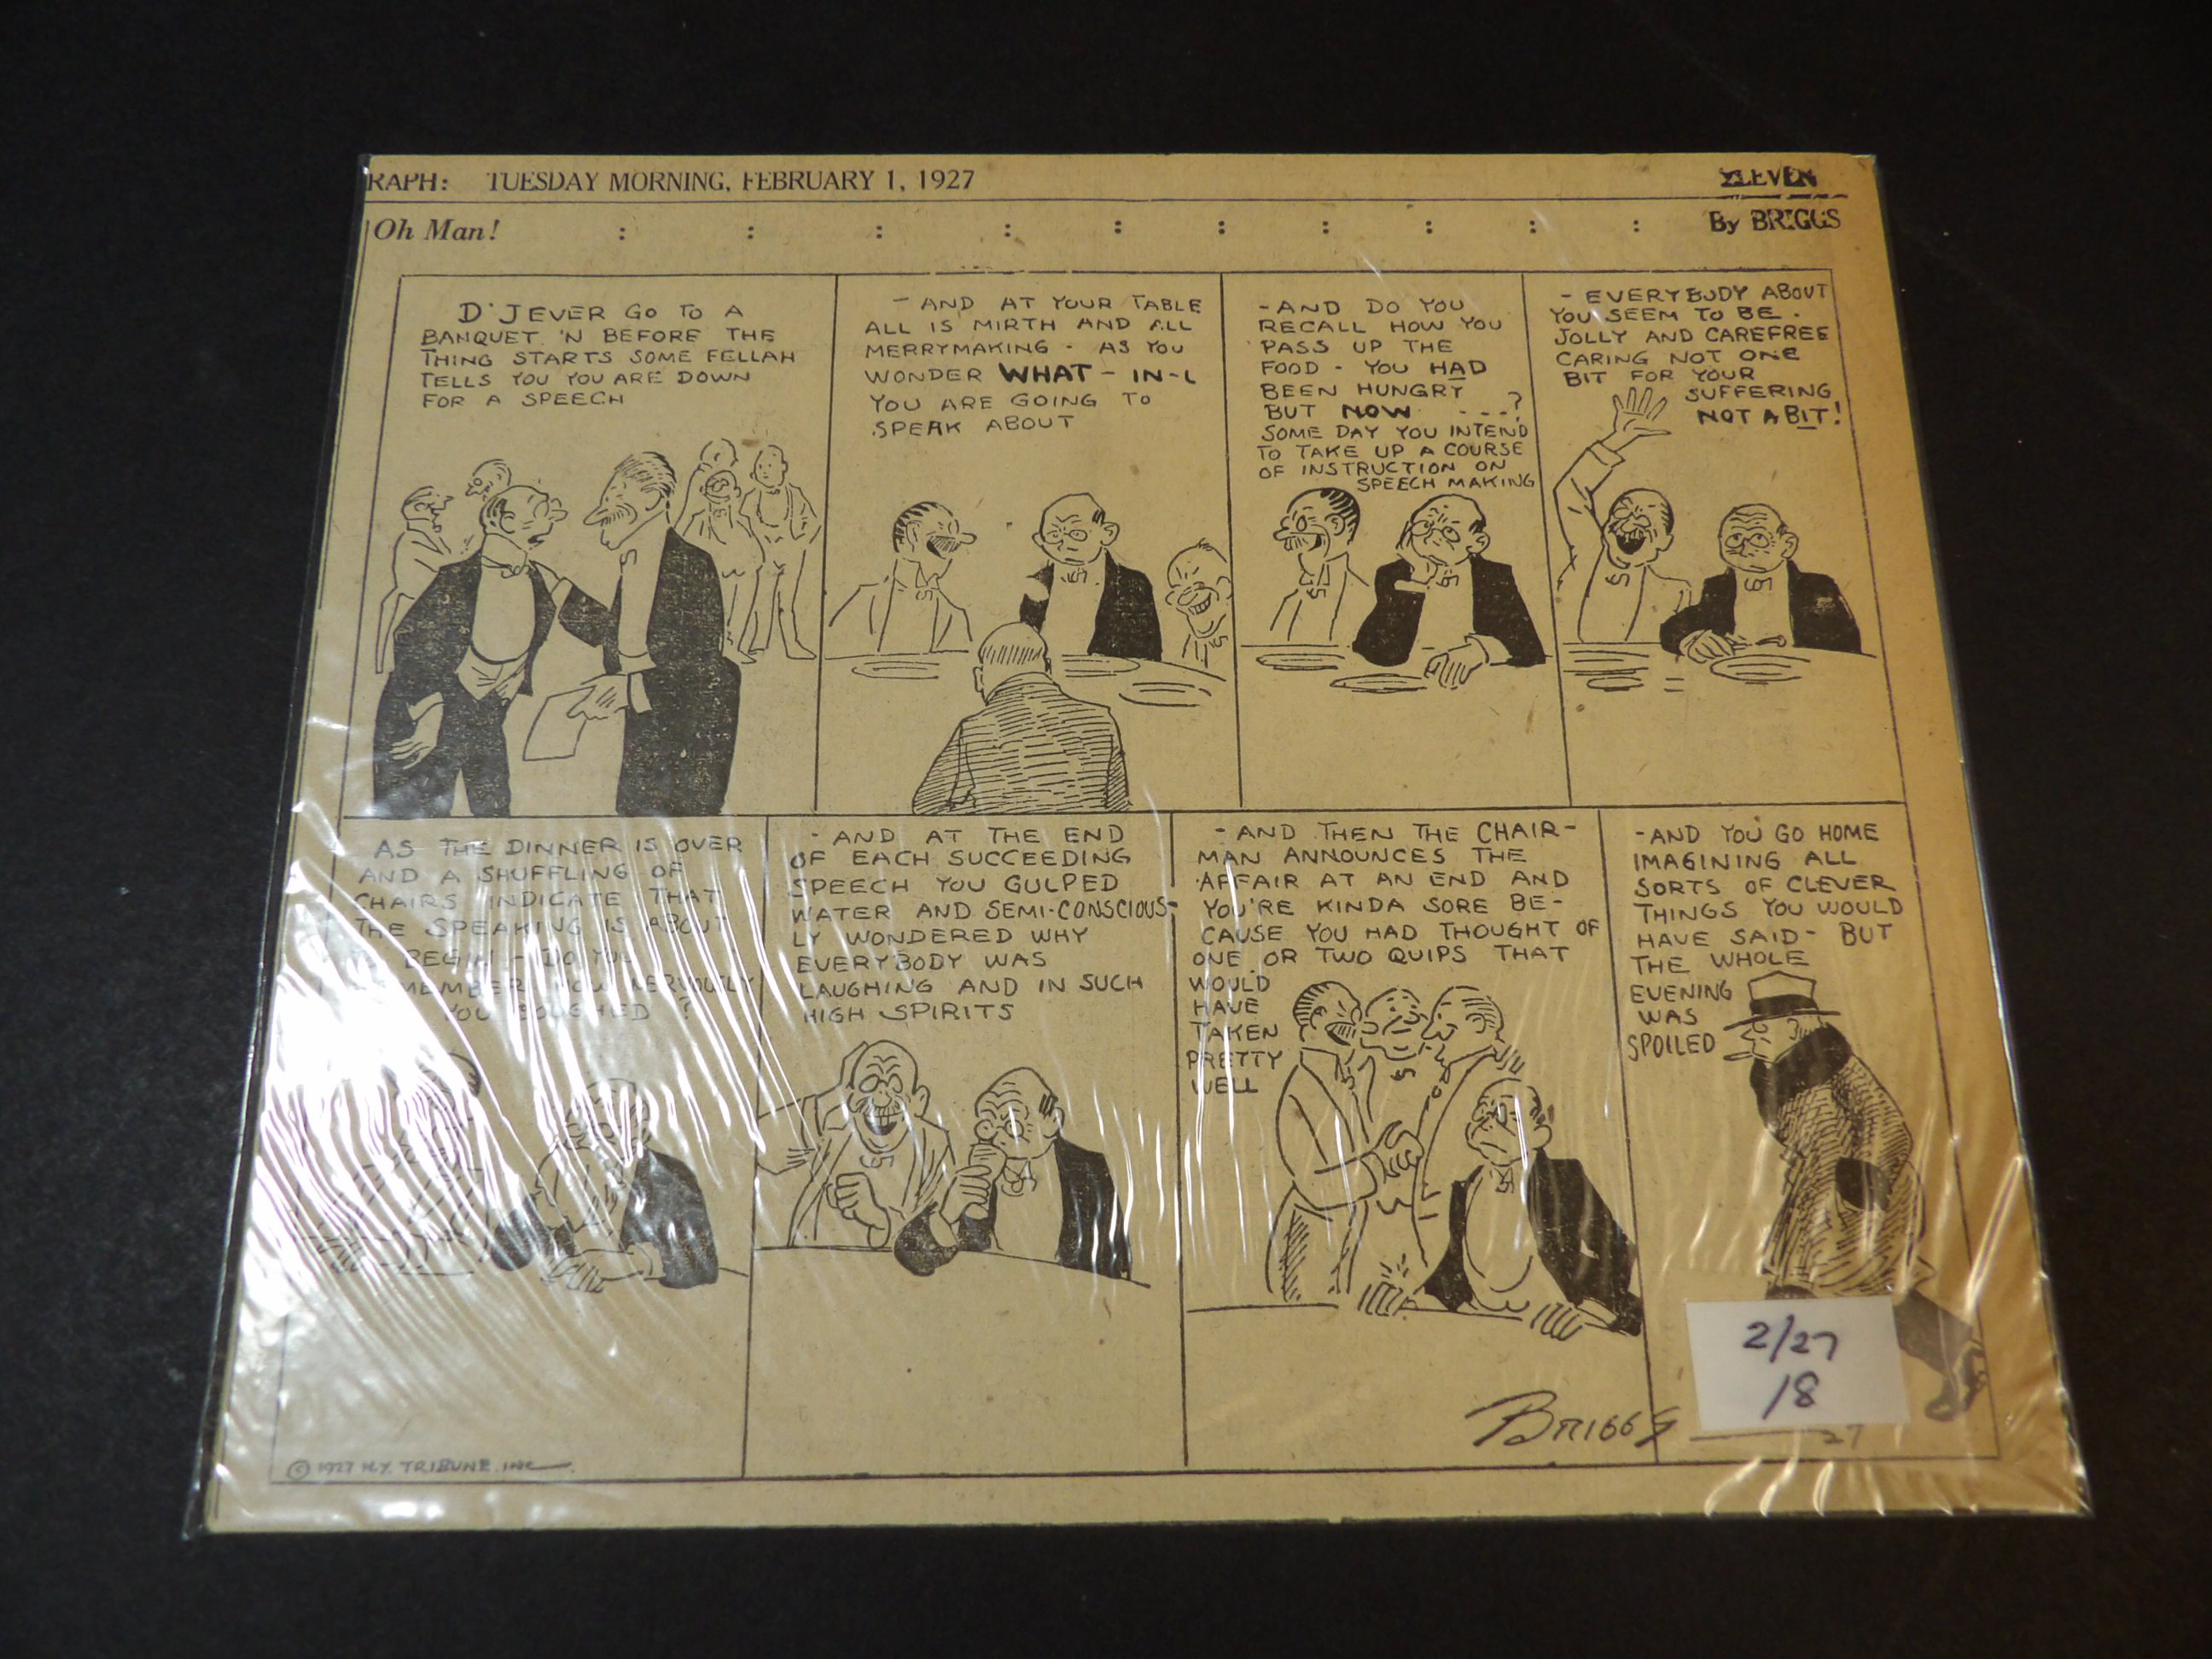 RAPH: TUESDAY MORNING, FEBRUARY 1, 1927 ELEVEN
Oh Man! : : : : : : : : : : By BRIGGS
D'JEVER GO TO A
BANQUET 'N BEFORE THE
THING STARTS SOME FELLAH
TELLS YOU YOU ARE DOWN
FOR A SPEECH
- AND AT YOUR TABLE
ALL IS MIRTH AND ALL
MERRYMAKING - AS YOU
WONDER WHAT - IN-L
YOU ARE GOING TO
SPEAK ABOUT
- AND DO YOU
RECALL HOW YOU
PASS UP THE
FOOD - YOU HAD
BEEN HUNGRY
BUT NOW ---?
SOME DAY YOU INTEND
TO TAKE UP A COURSE
OF INSTRUCTION ON
SPEECH MAKING
- EVERYBODY ABOUT
YOU SEEM TO BE
JOLLY AND CAREFREE
CARING NOT ONE
BIT FOR YOUR
SUFFERING
NOT A BIT!
AS THE DINNER IS OVER
AND A SHUFFLING OF
CHAIRS INDICATE THAT
THE SPEAKING IS ABOUT
TO BEGIN - DO YOU
REMEMBER HOW NERVOUSLY
YOU COUGHED ?
- AND AT THE END
OF EACH SUCCEEDING
SPEECH YOU GULPED
WATER AND SEMI-CONSCIOUS-
LY WONDERED WHY
EVERYBODY WAS
LAUGHING AND IN SUCH
HIGH SPIRITS
- AND THEN THE CHAIR-
MAN ANNOUNCES THE
AFFAIR AT AN END AND
YOU'RE KINDA SORE BE-
CAUSE YOU HAD THOUGHT OF
ONE OR TWO QUIPS THAT
WOULD
HAVE
TAKEN
PRETTY
WELL
- AND YOU GO HOME
IMAGINING ALL
SORTS OF CLEVER
THINGS YOU WOULD
HAVE SAID - BUT
THE WHOLE
EVENING
WAS
SPOILED
2/27
18
BRIGGS
27
© 1927 N.Y. TRIBUNE INC